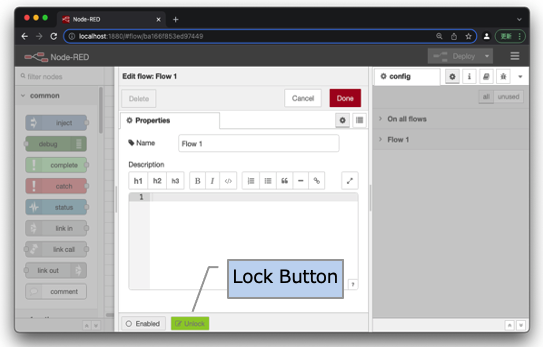 Node-RED
localhost:1880/#flow/ba166f853ed97449
更新
Node-RED
Deploy
filter nodes
common
inject
debug
complete
catch
status
link in
link call
link out
comment
Edit flow: Flow 1
Delete
Cancel
Done
Properties
Name
Flow 1
Description
h1
h2
h3
B
I
1
?
Lock Button
Enabled
Unlock
config
i
all
unused
On all flows
Flow 1